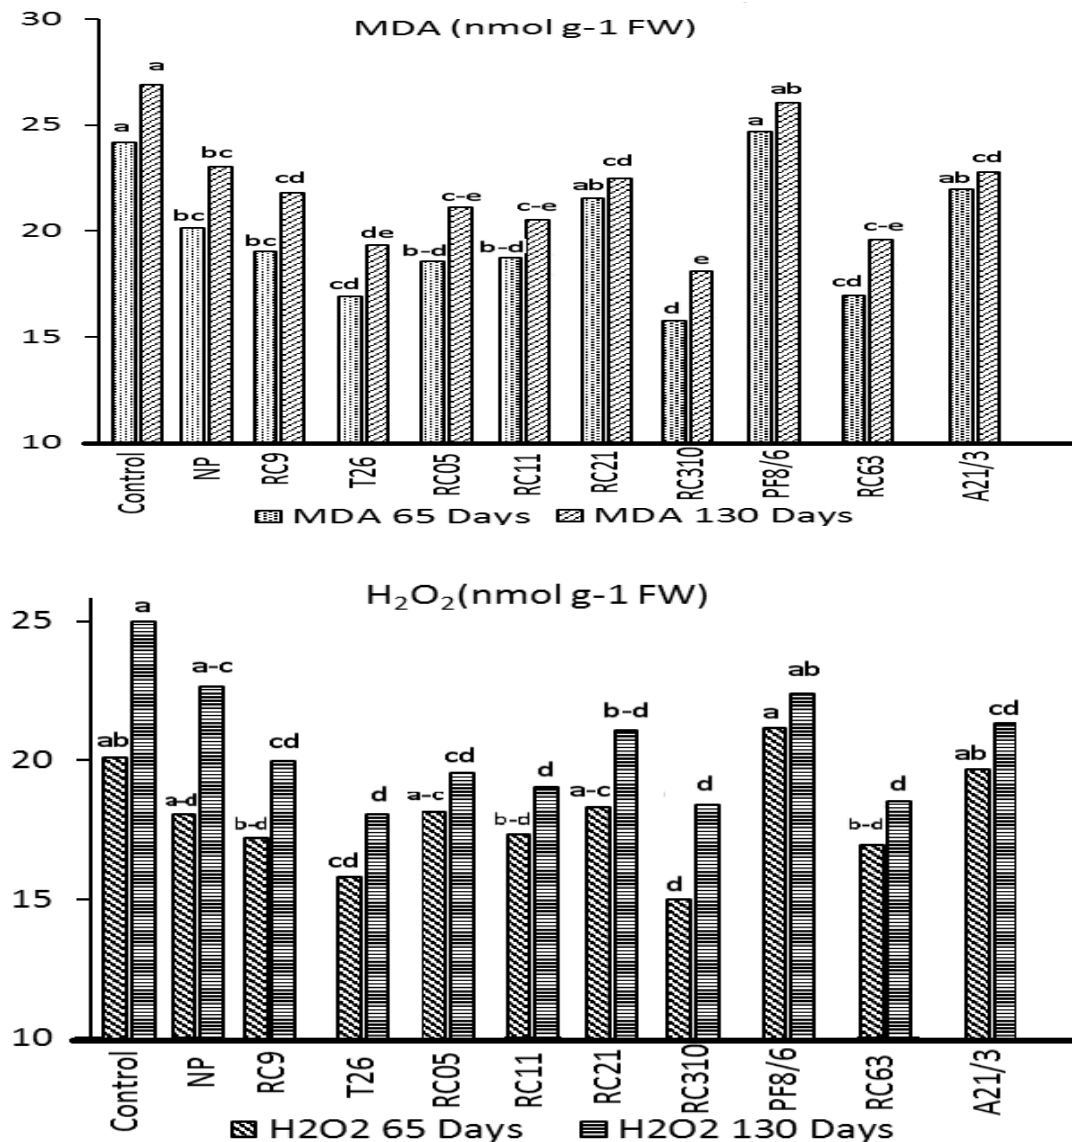 MDA (nmol g-1 FW)
30
25
20
15
10
a a bc bc bc cd cd de b-d c-e b-d c-e ab cd d e a ab cd c-e ab cd
Control NP RC9 T26 RC05 RC11 RC21 RC310 PF8/6 RC63 A21/3
MDA 65 Days MDA 130 Days
H₂O₂(nmol g-1 FW)
25
20
15
10
ab a a-d a-c b-d cd cd d a-c cd b-d d a-c b-d d d a ab b-d d ab cd
Control NP RC9 T26 RC05 RC11 RC21 RC310 PF8/6 RC63 A21/3
H2O2 65 Days H2O2 130 Days